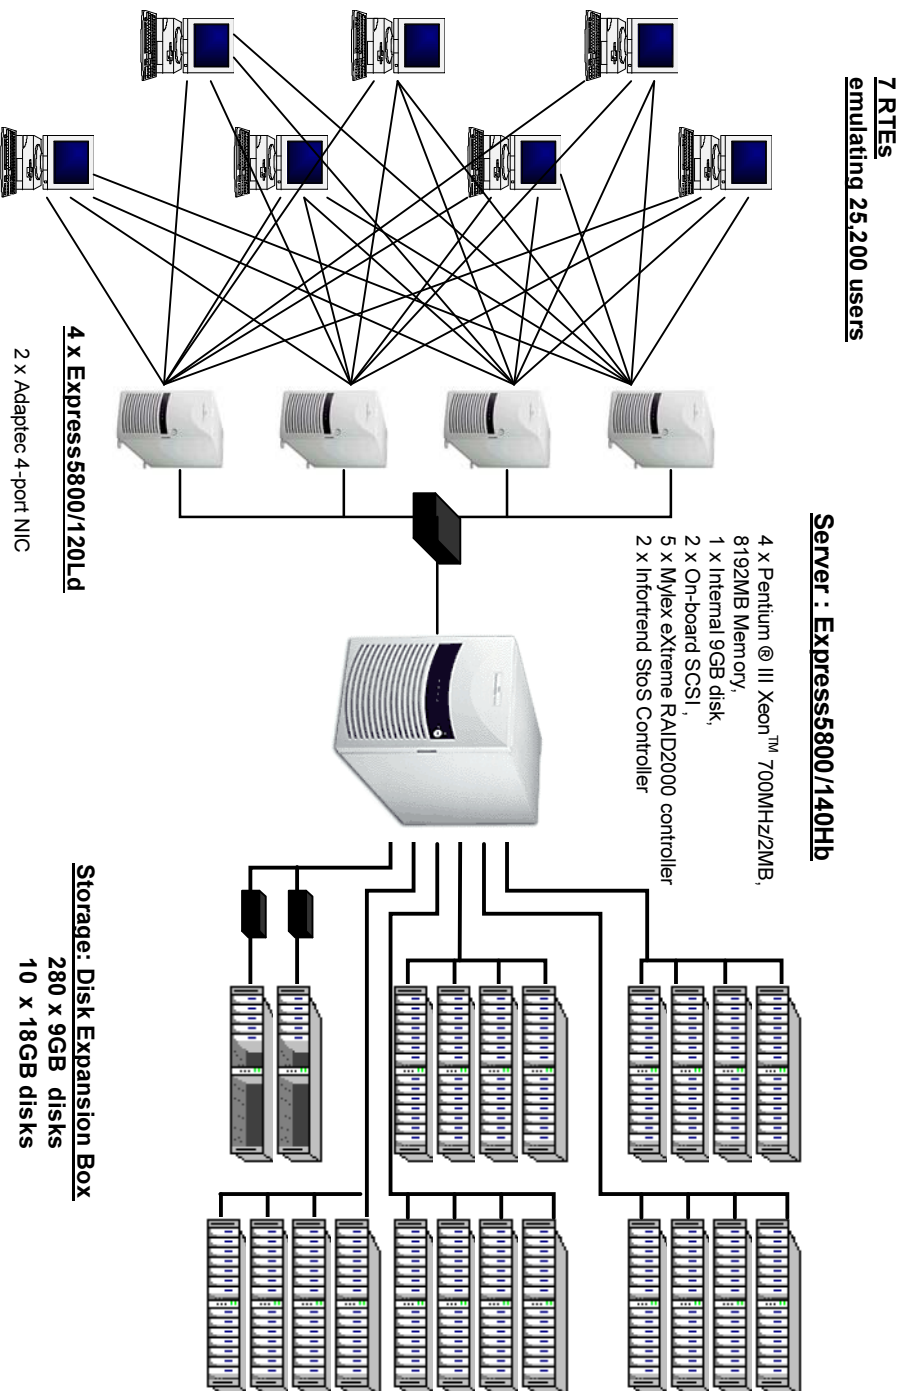 7 RTEs
emulating 25,200 users
4 x Express5800/120Ld
2 x Adaptec 4-port NIC
Server : Express5800/140Hb
4 x Pentium ® III Xeon™ 700MHz/2MB,
8192MB Memory,
1 x Internal 9GB disk,
2 x On-board SCSI ,
5 x Mylex eXtreme RAID2000 controller
2 x Infortrend StoS Controller
Storage: Disk Expansion Box
280 x 9GB disks
10 x 18GB disks